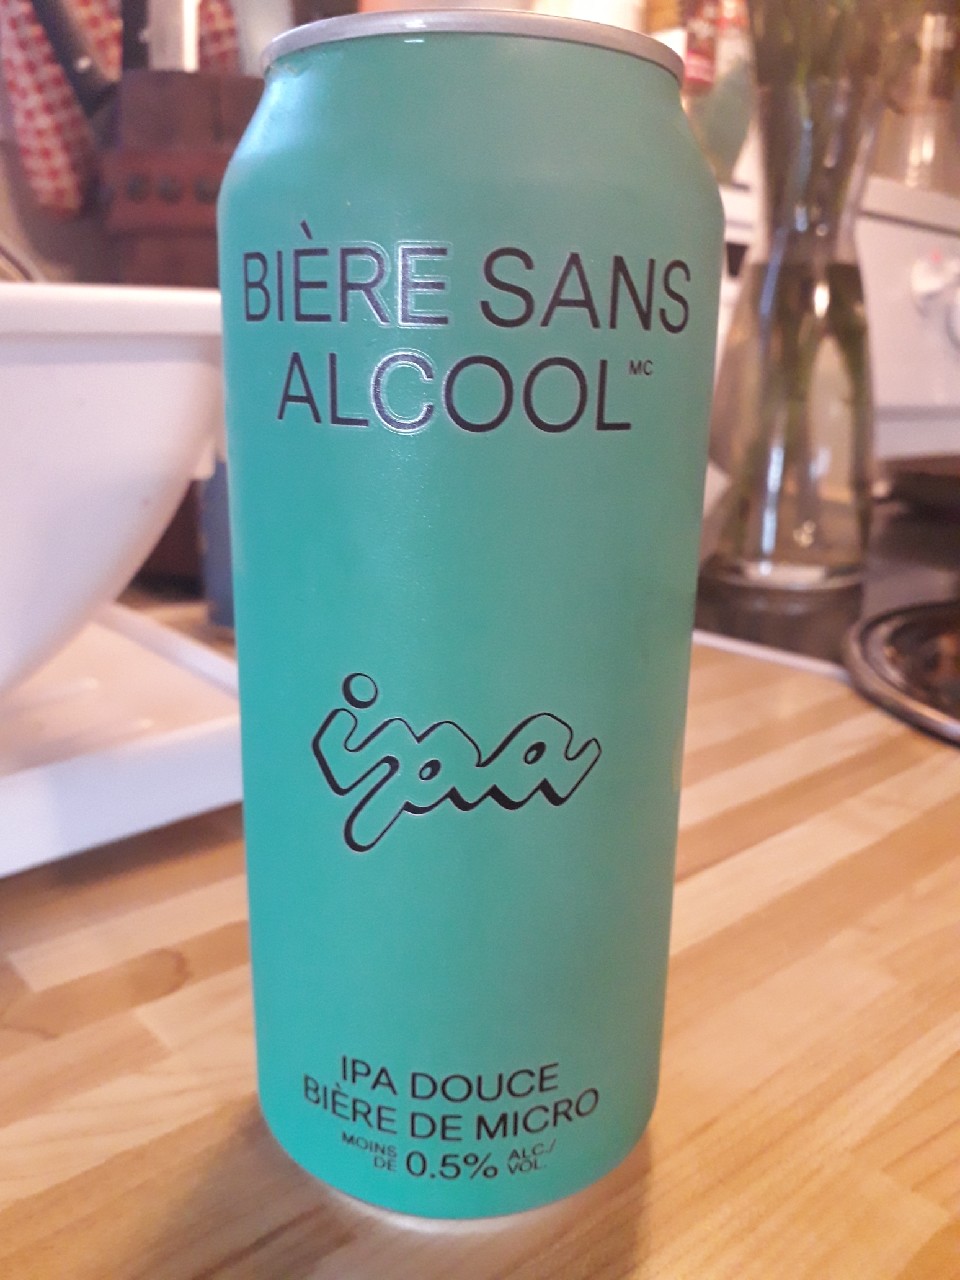 BIÈRE SANS
ALCOOL MC
ipa
IPA DOUCE
BIÈRE DE MICRO
MOINS DE 0.5% ALC./VOL.